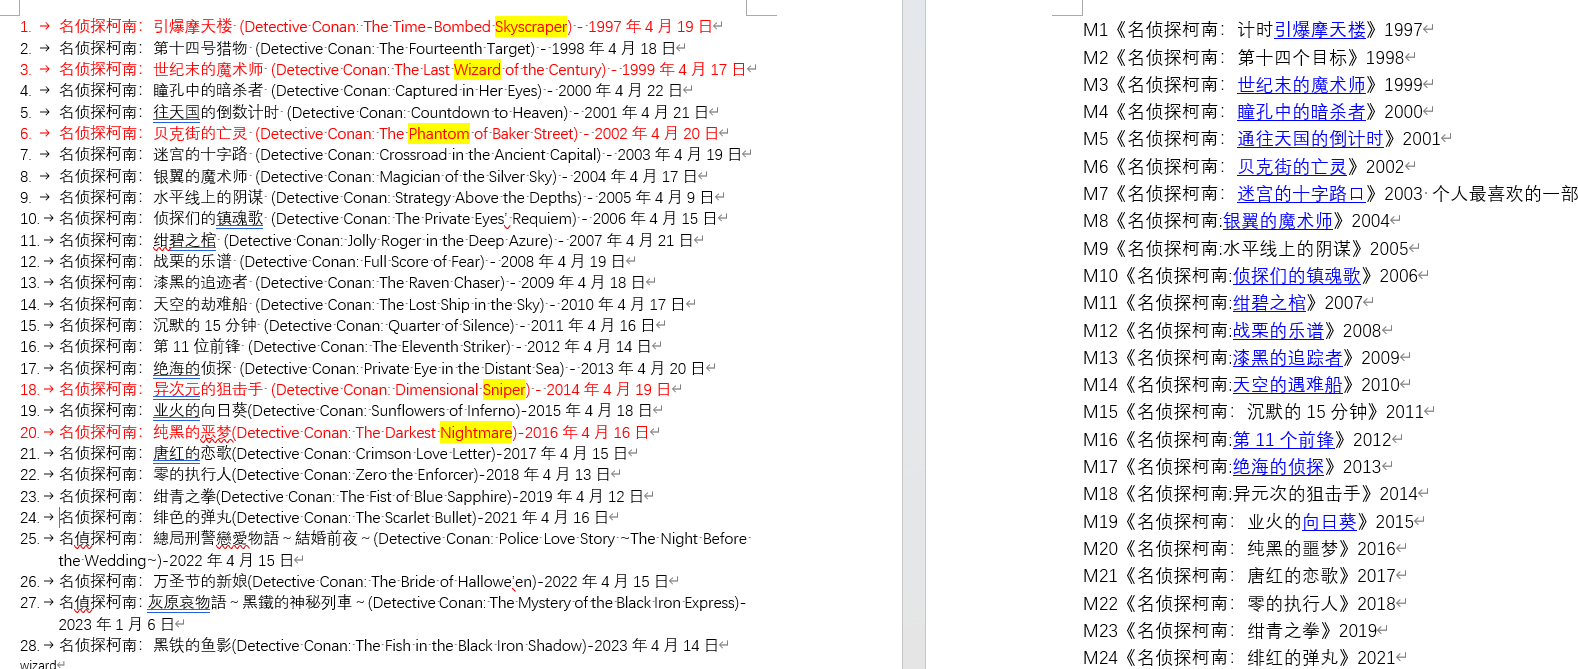 1. → 名侦探柯南：引爆摩天楼 (Detective Conan: The Time-Bombed Skyscraper) - 1997 年 4 月 19 日
2. → 名侦探柯南：第十四号猎物 (Detective Conan: The Fourteenth Target) - 1998 年 4 月 18 日
3. → 名侦探柯南：世纪末的魔术师 (Detective Conan: The Last Wizard of the Century) - 1999 年 4 月 17 日
4. → 名侦探柯南：瞳孔中的暗杀者 (Detective Conan: Captured in Her Eyes) - 2000 年 4 月 22 日
5. → 名侦探柯南：往天国的倒数计时 (Detective Conan: Countdown to Heaven) - 2001 年 4 月 21 日
6. → 名侦探柯南：贝克街的亡灵 (Detective Conan: The Phantom of Baker Street) - 2002 年 4 月 20 日
7. → 名侦探柯南：迷宫的十字路 (Detective Conan: Crossroad in the Ancient Capital) - 2003 年 4 月 19 日
8. → 名侦探柯南：银翼的魔术师 (Detective Conan: Magician of the Silver Sky) - 2004 年 4 月 17 日
9. → 名侦探柯南：水平线上的阴谋 (Detective Conan: Strategy Above the Depths) - 2005 年 4 月 9 日
10. → 名侦探柯南：侦探们的镇魂歌 (Detective Conan: The Private Eyes' Requiem) - 2006 年 4 月 15 日
11. → 名侦探柯南：绀碧之棺 (Detective Conan: Jolly Roger in the Deep Azure) - 2007 年 4 月 21 日
12. → 名侦探柯南：战栗的乐谱 (Detective Conan: Full Score of Fear) - 2008 年 4 月 19 日
13. → 名侦探柯南：漆黑的追迹者 (Detective Conan: The Raven Chaser) - 2009 年 4 月 18 日
14. → 名侦探柯南：天空的劫难船 (Detective Conan: The Lost Ship in the Sky) - 2010 年 4 月 17 日
15. → 名侦探柯南：沉默的 15 分钟 (Detective Conan: Quarter of Silence) - 2011 年 4 月 16 日
16. → 名侦探柯南：第 11 位前锋 (Detective Conan: The Eleventh Striker) - 2012 年 4 月 14 日
17. → 名侦探柯南：绝海的侦探 (Detective Conan: Private Eye in the Distant Sea) - 2013 年 4 月 20 日
18. → 名侦探柯南：异次元的狙击手 (Detective Conan: Dimensional Sniper) - 2014 年 4 月 19 日
19. → 名侦探柯南：业火的向日葵(Detective Conan: Sunflowers of Inferno)-2015 年 4 月 18 日
20. → 名侦探柯南：纯黑的恶梦(Detective Conan: The Darkest Nightmare)-2016 年 4 月 16 日
21. → 名侦探柯南：唐红的恋歌(Detective Conan: Crimson Love Letter)-2017 年 4 月 15 日
22. → 名侦探柯南：零的执行人(Detective Conan: Zero the Enforcer)-2018 年 4 月 13 日
23. → 名侦探柯南：绀青之拳(Detective Conan: The Fist of Blue Sapphire)-2019 年 4 月 12 日
24. → 名侦探柯南：绯色的弹丸(Detective Conan: The Scarlet Bullet)-2021 年 4 月 16 日
25. → 名偵探柯南：總局刑警戀愛物語～結婚前夜～(Detective Conan: Police Love Story ~The Night Before
the Wedding~)-2022 年 4 月 15 日
26. → 名侦探柯南：万圣节的新娘(Detective Conan: The Bride of Hallowe'en)-2022 年 4 月 15 日
27. → 名偵探柯南：灰原哀物語～黑鐵的神秘列車～(Detective Conan: The Mystery of the Black Iron Express)-
2023 年 1 月 6 日
28. → 名侦探柯南：黑铁的鱼影(Detective Conan: The Fish in the Black Iron Shadow)-2023 年 4 月 14 日
wizard
M1《名侦探柯南：计时引爆摩天楼》1997
M2《名侦探柯南：第十四个目标》1998
M3《名侦探柯南：世纪末的魔术师》1999
M4《名侦探柯南：瞳孔中的暗杀者》2000
M5《名侦探柯南：通往天国的倒计时》2001
M6《名侦探柯南：贝克街的亡灵》2002
M7《名侦探柯南：迷宫的十字路口》2003 个人最喜欢的一部
M8《名侦探柯南:银翼的魔术师》2004
M9《名侦探柯南:水平线上的阴谋》2005
M10《名侦探柯南:侦探们的镇魂歌》2006
M11《名侦探柯南:绀碧之棺》2007
M12《名侦探柯南:战栗的乐谱》2008
M13《名侦探柯南:漆黑的追踪者》2009
M14《名侦探柯南:天空的遇难船》2010
M15《名侦探柯南：沉默的 15 分钟》2011
M16《名侦探柯南:第 11 个前锋》2012
M17《名侦探柯南:绝海的侦探》2013
M18《名侦探柯南:异元次的狙击手》2014
M19《名侦探柯南：业火的向日葵》2015
M20《名侦探柯南：纯黑的噩梦》2016
M21《名侦探柯南：唐红的恋歌》2017
M22《名侦探柯南：零的执行人》2018
M23《名侦探柯南：绀青之拳》2019
M24《名侦探柯南：绯红的弹丸》2021